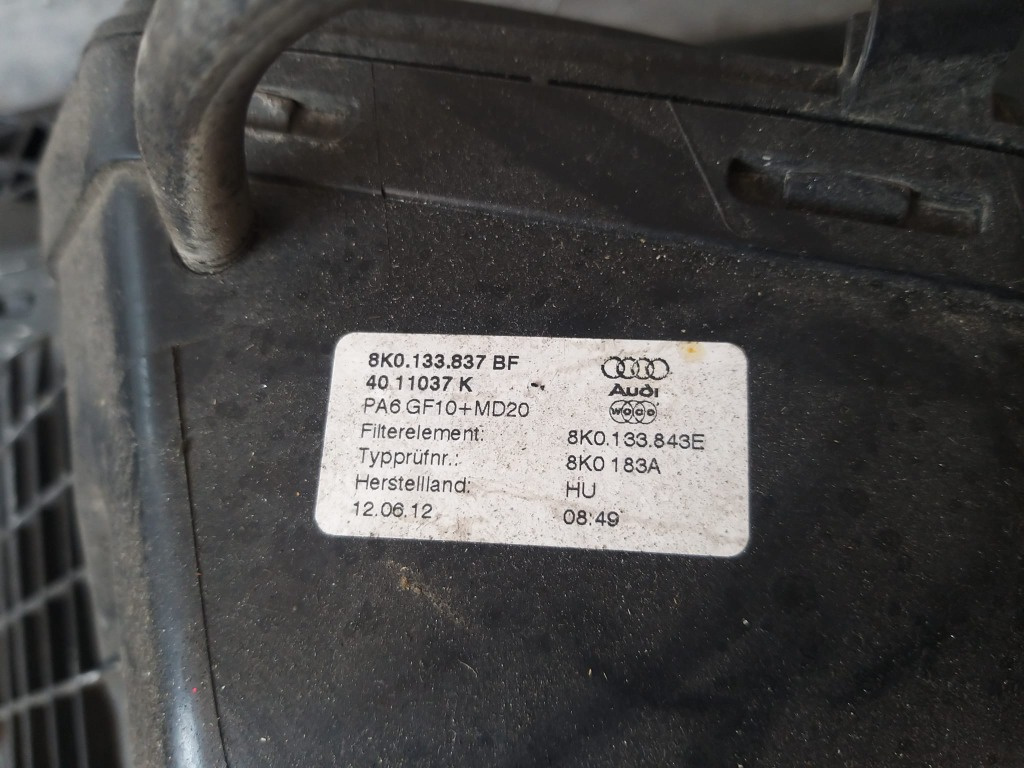 8K0.133.837 BF
40.11037 K
Audi
PA6.GF10+MD20
woco
Filterelement: 8K0.133.843E
Typprüfnr.: 8K0 183A
Herstellland: HU
12.06.12 08:49